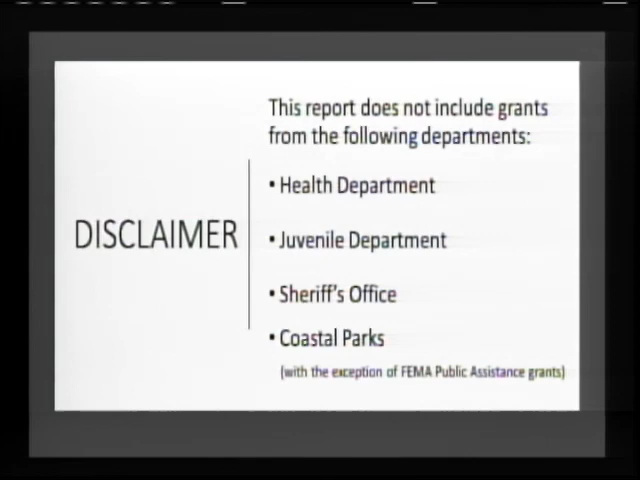 DISCLAIMER
This report does not include grants
from the following departments:
• Health Department
• Juvenile Department
• Sheriff's Office
• Coastal Parks
(with the exception of FEMA Public Assistance grants)